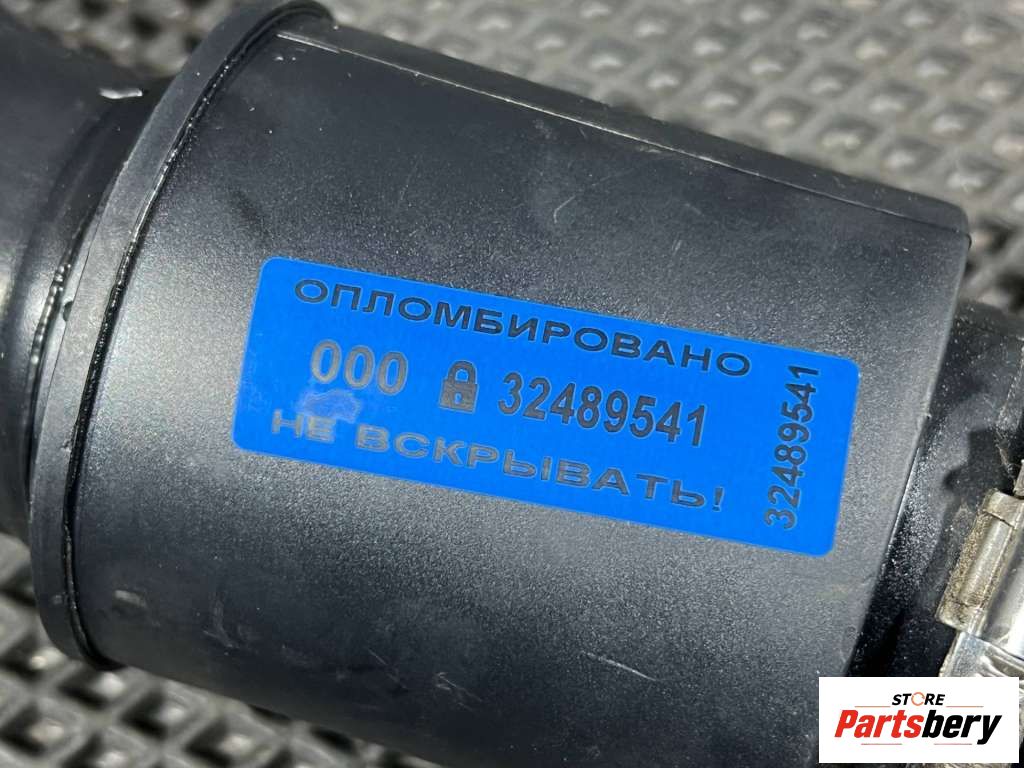 ОПЛОМБИРОВАНО
000 32489541
НЕ ВСКРЫВАТЬ!
32489541
STORE
Partsbery